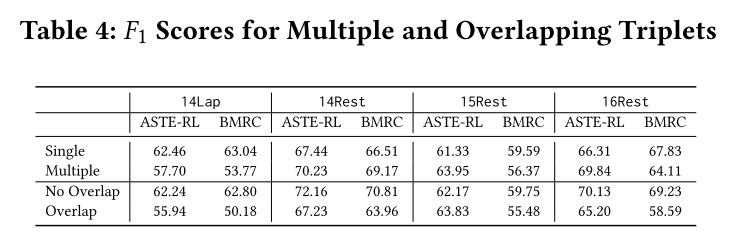 Table 4: F1 Scores for Multiple and Overlapping Triplets
14Lap 14Rest 15Rest 16Rest
ASTE-RL BMRC ASTE-RL BMRC ASTE-RL BMRC ASTE-RL BMRC
Single 62.46 63.04 67.44 66.51 61.33 59.59 66.31 67.83
Multiple 57.70 53.77 70.23 69.17 63.95 56.37 69.84 64.11
No Overlap 62.24 62.80 72.16 70.81 62.17 59.75 70.13 69.23
Overlap 55.94 50.18 67.23 63.96 63.83 55.48 65.20 58.59